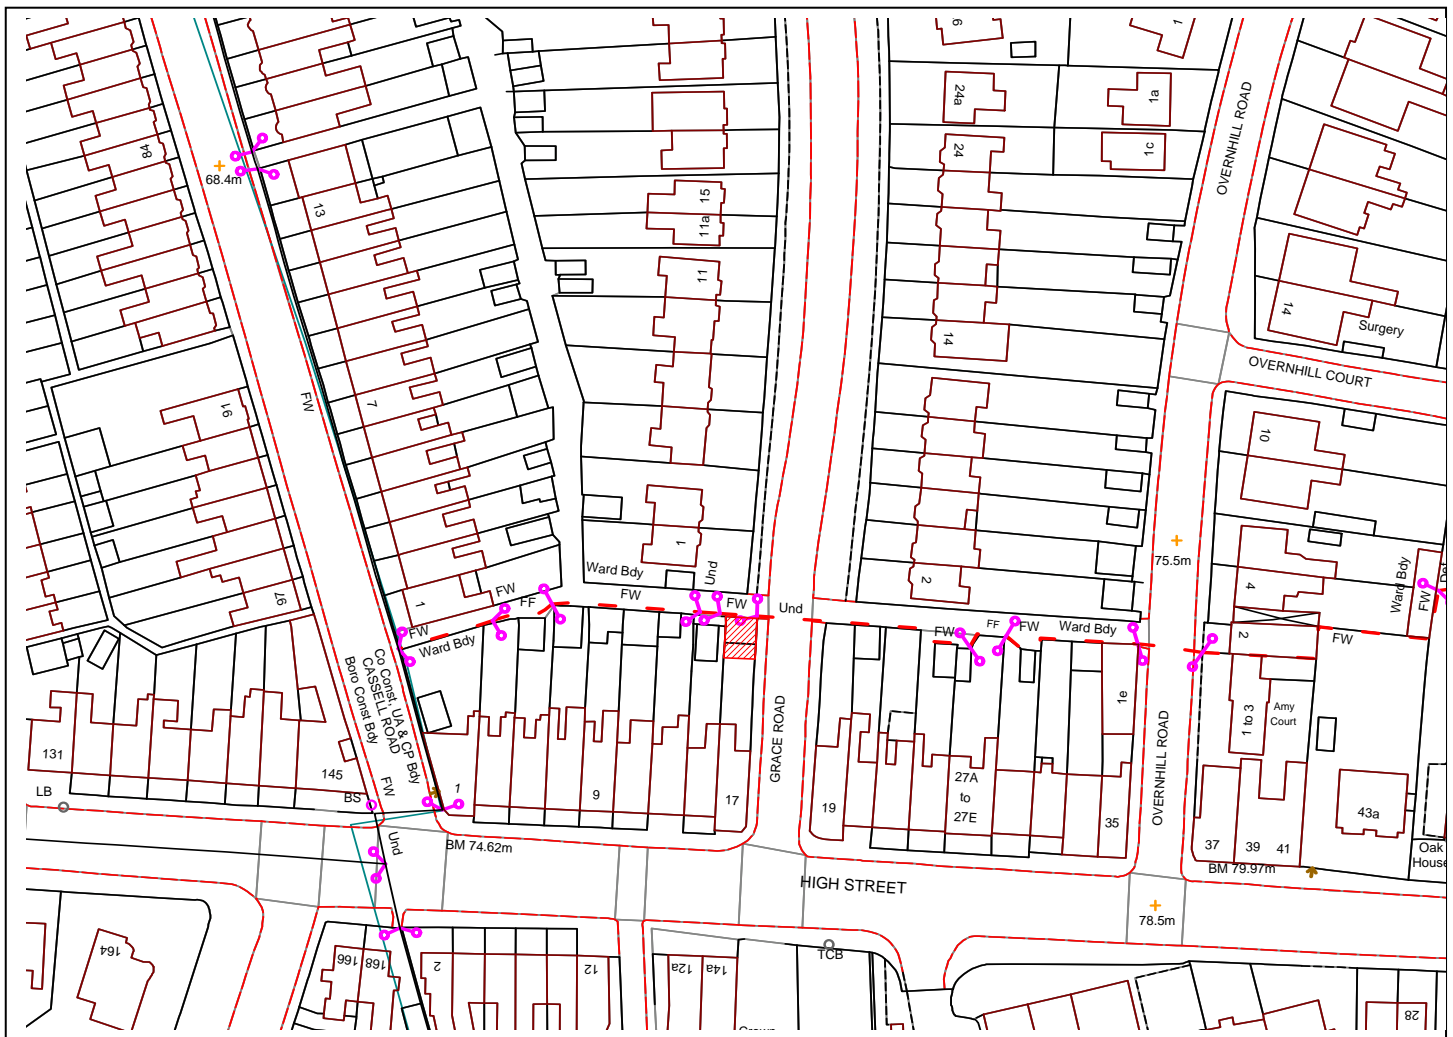 6
1
24a
1a
24
1c
OVERNHILL ROAD
84
68.4m
13
15
11a
11
14
14
Surgery
OVERNHILL COURT
FW
7
91
10
1
75.5m
Ward Bdy
Und
Ward Bdy
97
1
FW
FF
FW
FW
Und
2
4
FW
FW
Ward Bdy
FW
FF
FW
Ward Bdy
2
FW
Co Const, UA & CP Bdy
CASSELL ROAD
Boro Const Bdy
1e
1 to 3
Amy
Court
GRACE ROAD
OVERNHILL ROAD
131
145
FW
1
9
17
19
27A
to
27E
35
43a
LB
BS
Und
BM 74.62m
37
39
41
BM 79.97m
Oak
House
HIGH STREET
78.5m
TCB
164
166
168
2
12
12a
14a
28